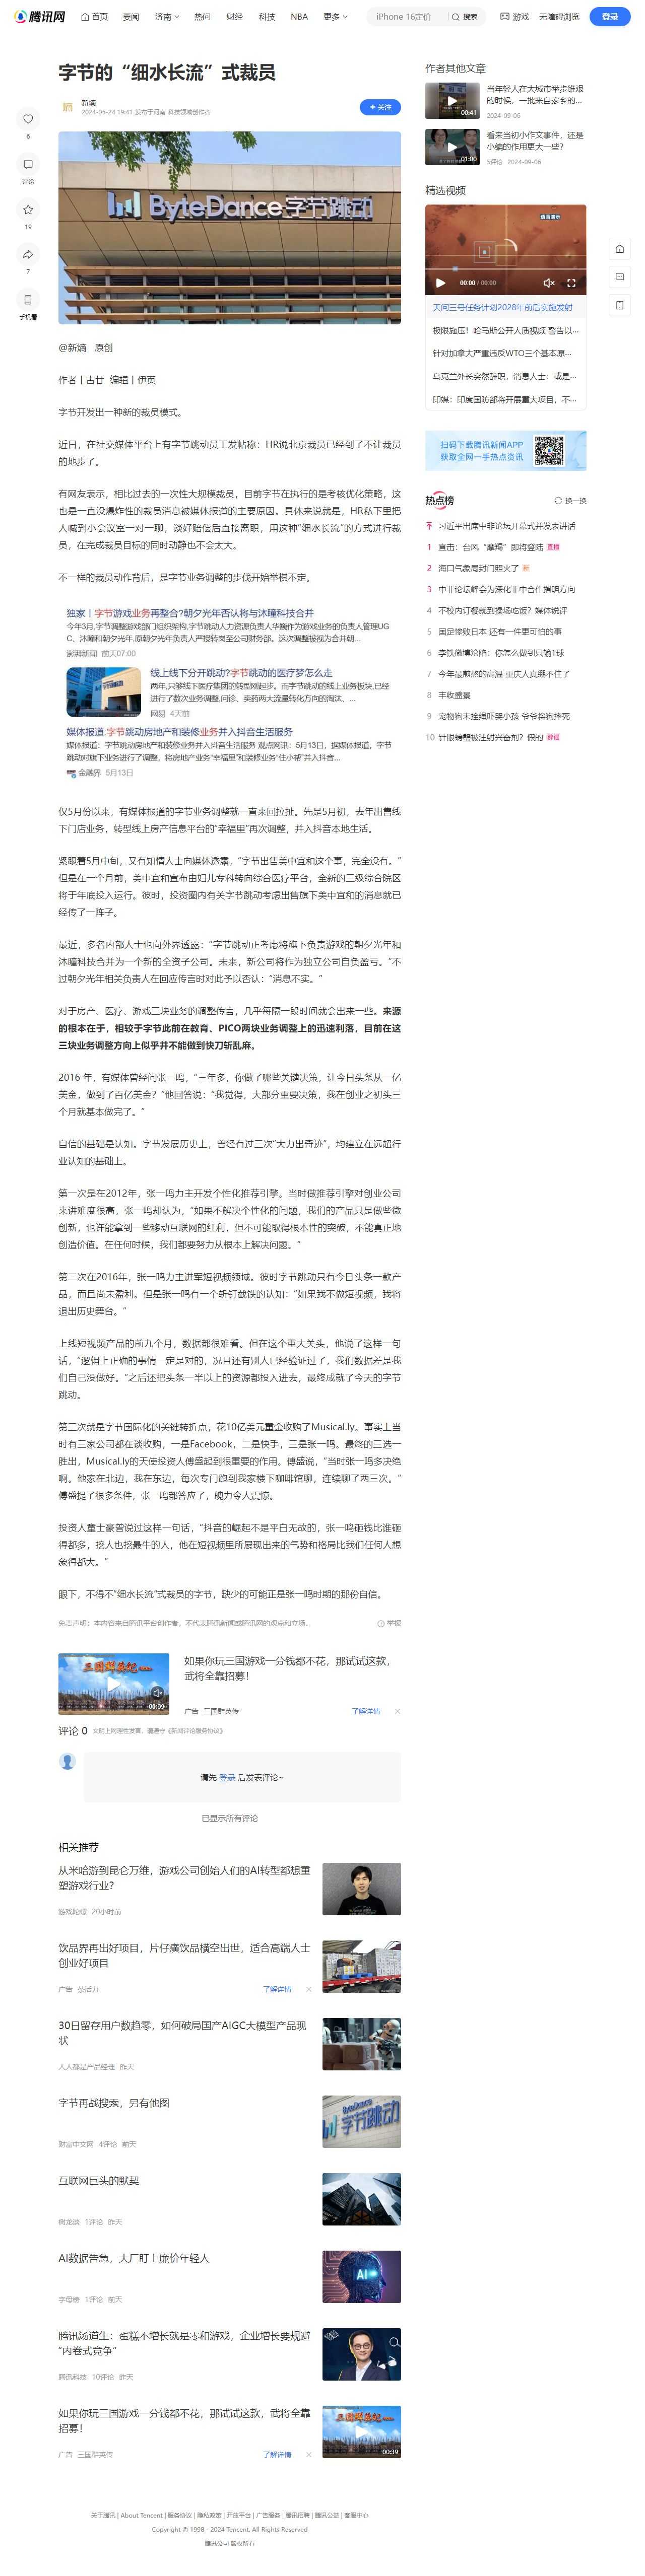 腾讯网
首页
要闻
济南
热问
财经
科技
NBA
更多
iPhone 16定价
搜索
游戏
无障碍浏览
登录
字节的“细水长流”式裁员
新熵
2024-05-24 19:41 发布于河南 科技领域创作者
+ 关注
6
评论
19
7
手机看
ByteDance字节跳动
@新熵 原创
作者丨古廿 编辑丨伊页
字节开发出一种新的裁员模式。
近日，在社交媒体平台上有字节跳动员工发帖称：HR说北京裁员已经到了不让裁员
的地步了。
有网友表示，相比过去的一次性大规模裁员，目前字节在执行的是考核优化策略，这
也是一直没爆炸性的裁员消息被媒体报道的主要原因。具体来说就是，HR私下里把
人喊到小会议室一对一聊，谈好赔偿后直接离职，用这种“细水长流”的方式进行裁
员，在完成裁员目标的同时动静也不会太大。
不一样的裁员动作背后，是字节业务调整的步伐开始举棋不定。
独家丨字节游戏业务再整合?朝夕光年否认将与沐瞳科技合并
今年3月,字节调整游戏部门组织架构,字节跳动人力资源负责人华巍作为游戏业务的负责人管理UG
C、沐瞳和朝夕光年,原朝夕光年负责人严授转岗至公司财务部。这次调整被视为合并朝...
澎湃新闻 前天07:00
线上线下分开跳动?字节跳动的医疗梦怎么走
两年,只够线下医疗集团的转型刚起步。而字节跳动的线上业务板块,已经
进行了数次业务调整,问诊、卖药两大流量转化方向的淘汰、...
网易 4天前
媒体报道:字节跳动房地产和装修业务并入抖音生活服务
媒体报道：字节跳动房地产和装修业务并入抖音生活服务 观点网讯：5月13日，据媒体报道，字节跳
动对旗下业务进行了调整，将房地产业务“幸福里”和装修业务“住小帮”并入抖音...
金融界 5月13日
仅5月份以来，有媒体报道的字节业务调整就一直来回拉扯。先是5月初，去年出售线
下门店业务，转型线上房产信息平台的“幸福里”再次调整，并入抖音本地生活。
紧跟着5月中旬，又有知情人士向媒体透露，“字节出售美中宜和这个事，完全没有。”
但是在一个月前，美中宜和宣布由妇儿专科转向综合医疗平台，全新的三级综合院区
将于年底投入运行。彼时，投资圈内有关字节跳动考虑出售旗下美中宜和的消息就已
经传了一阵子。
最近，多名内部人士也向外界透露：“字节跳动正考虑将旗下负责游戏的朝夕光年和
沐瞳科技合并为一个新的全资子公司。未来，新公司将作为独立公司自负盈亏。”不
过朝夕光年相关负责人在回应传言时对此予以否认：“消息不实。”
对于房产、医疗、游戏三块业务的调整传言，几乎每隔一段时间就会出来一些。来源
的根本在于，相较于字节此前在教育、PICO两块业务调整上的迅速利落，目前在这
三块业务调整方向上似乎并不能做到快刀斩乱麻。
2016 年，有媒体曾经问张一鸣，“三年多，你做了哪些关键决策，让今日头条从一亿
美金，做到了百亿美金？”他回答说：“我觉得，大部分重要决策，我在创业之初头三
个月就基本做完了。”
自信的基础是认知。字节发展历史上，曾经有过三次“大力出奇迹”，均建立在远超行
业认知的基础上。
第一次是在2012年，张一鸣力主开发个性化推荐引擎。当时做推荐引擎对创业公司
来讲难度很高，张一鸣却认为，“如果不解决个性化的问题，我们的产品只是做些微
创新，也许能拿到一些移动互联网的红利，但不可能取得根本性的突破，不能真正地
创造价值。在任何时候，我们都要努力从根本上解决问题。”
第二次在2016年，张一鸣力主进军短视频领域。彼时字节跳动只有今日头条一款产
品，而且尚未盈利。但是张一鸣有一个斩钉截铁的认知：“如果我不做短视频，我将
退出历史舞台。”
上线短视频产品的前九个月，数据都很难看。但在这个重大关头，他说了这样一句
话，“逻辑上正确的事情一定是对的，况且还有别人已经验证过了，我们数据差是我
们自己没做好。”之后还把头条一半以上的资源都投入进去，最终成就了今天的字节
跳动。
第三次就是字节国际化的关键转折点，花10亿美元重金收购了Musical.ly。事实上当
时有三家公司都在谈收购，一是Facebook，二是快手，三是张一鸣。最终的三选一
胜出，Musical.ly的天使投资人傅盛起到很重要的作用。傅盛说，“当时张一鸣多决绝
啊。他家在北边，我在东边，每次专门跑到我家楼下咖啡馆聊，连续聊了两三次。”
傅盛提了很多条件，张一鸣都答应了，魄力令人震惊。
投资人童士豪曾说过这样一句话，“抖音的崛起不是平白无故的，张一鸣砸钱比谁砸
得都多，挖人也挖最牛的人，他在短视频里所展现出来的气势和格局比我们任何人想
象得都大。”
眼下，不得不“细水长流”式裁员的字节，缺少的可能正是张一鸣时期的那份自信。
免责声明：本内容来自腾讯平台创作者，不代表腾讯新闻或腾讯网的观点和立场。
举报
三国群英记
00:39
如果你玩三国游戏一分钱都不花，那试试这款，
武将全靠招募！
广告 三国群英传
了解详情
评论 0 文明上网理性发言，请遵守《新闻评论服务协议》
请先 登录 后发表评论~
已显示所有评论
相关推荐
从米哈游到昆仑万维，游戏公司创始人们的AI转型都想重
塑游戏行业？
游戏陀螺 20小时前
饮品界再出好项目，片仔癀饮品横空出世，适合高端人士
创业好项目
广告 茶活力
了解详情
30日留存用户数趋零，如何破局国产AIGC大模型产品现
状
人人都是产品经理 昨天
字节再战搜索，另有他图
财富中文网 4评论 前天
ByteDance
字节跳动
互联网巨头的默契
树龙谈 1评论 昨天
AI数据告急，大厂盯上廉价年轻人
字母榜 1评论 前天
AI
腾讯汤道生：蛋糕不增长就是零和游戏，企业增长要规避
“内卷式竞争”
腾讯科技 10评论 昨天
如果你玩三国游戏一分钱都不花，那试试这款，武将全靠
招募！
广告 三国群英传
了解详情
三国群英记
00:39
作者其他文章
00:41
当年轻人在大城市举步维艰
的时候，一批来自家乡的...
2024-09-06
01:00
看来当初小作文事件，还是
小编的作用更大一些？
5评论 2024-09-06
精选视频
00:00 / 00:00
天问三号任务计划2028年前后实施发射
极限施压！哈马斯公开人质视频 警告以...
针对加拿大严重违反WTO三个基本原...
乌克兰外长突然辞职，消息人士：或是...
印媒：印度国防部将开展重大项目，不...
扫码下载腾讯新闻APP
获取全网一手热点资讯
热点榜
换一换
习近平出席中非论坛开幕式并发表讲话
1 直击：台风“摩羯”即将登陆 直播
2 海口气象局封门照火了 新
3 中非论坛峰会为深化非中合作指明方向
4 不校内订餐就到操场吃饭？媒体锐评
5 国足惨败日本 还有一件更可怕的事
6 李铁微博沦陷：你怎么做到只输1球
7 今年最煎熬的高温 重庆人真绷不住了
8 丰收盛景
9 宠物狗未拴绳吓哭小孩 爷爷将狗摔死
10 针眼螃蟹被注射兴奋剂？假的 辟谣
关于腾讯 | About Tencent | 服务协议 | 隐私政策 | 开放平台 | 广告服务 | 腾讯招聘 | 腾讯公益 | 客服中心
Copyright © 1998 - 2024 Tencent. All Rights Reserved
腾讯公司 版权所有